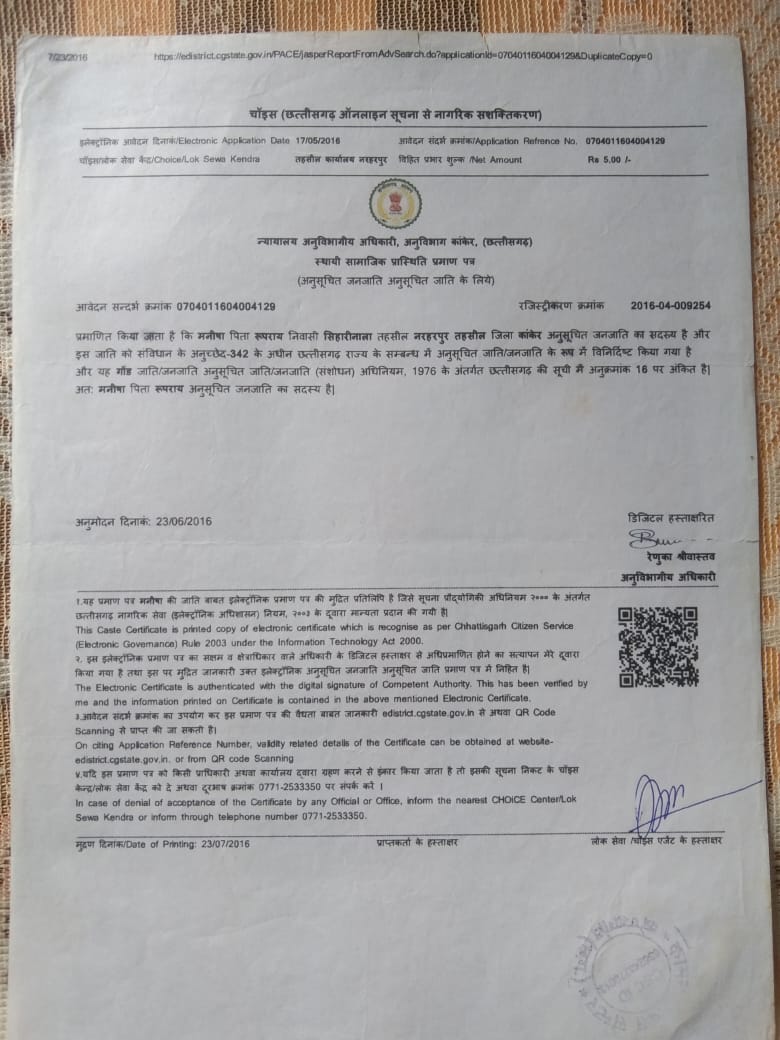 7/23/2016 https://edistrict.cgstate.gov.in/PACE/jasperReportFromAdvSearch.do?applicationId=0704011604004129&DuplicateCopy=0
चॉइस (छत्तीसगढ़ ऑनलाइन सूचना से नागरिक सशक्तिकरण)
इलेक्ट्रॉनिक आवेदन दिनाकं/Electronic Application Date 17/05/2016 आवेदन संदर्भ क्रमांक/Application Refrence No. 0704011604004129
चॉइस/लोक सेवा केंद्र/Choice/Lok Sewa Kendra तहसील कार्यालय नरहरपुर विहित प्रभार शुल्क /Net Amount Rs 5.00 /-
न्यायालय अनुविभागीय अधिकारी, अनुविभाग कांकेर, (छत्तीसगढ़)
स्थायी सामाजिक प्रास्थिति प्रमाण पत्र
(अनुसूचित जनजाति अनुसूचित जाति के लिये)
आवेदन सन्दर्भ क्रमांक 0704011604004129 रजिस्ट्रीकरण क्रमांक 2016-04-009254
प्रमाणित किया जाता है कि मनीषा पिता रूपराय निवासी सिहारीनाला तहसील नरहरपुर तहसील जिला कांकेर अनुसूचित जनजाति का सदस्य है और
इस जाति को संविधान के अनुच्छेद-342 के अधीन छत्तीसगढ़ राज्य के सम्बन्ध में अनुसूचित जाति/जनजाति के रूप में विनिर्दिष्ट किया गया है
और यह गोंड जाति/जनजाति अनुसूचित जाति/जनजाति (संशोधन) अधिनियम, 1976 के अंतर्गत छत्तीसगढ़ की सूची में अनुक्रमांक 16 पर अंकित है|
अत: मनीषा पिता रूपराय अनुसूचित जनजाति का सदस्य है|
अनुमोदन दिनाकं: 23/06/2016 डिजिटल हस्ताक्षरित
रेणुका श्रीवास्तव
अनुविभागीय अधिकारी
१.यह प्रमाण पत्र मनीषा की जाति बाबत इलेक्ट्रॉनिक प्रमाण पत्र की मुद्रित प्रतिलिपि है जिसे सूचना प्रौद्योगिकी अधिनियम २००० के अंतर्गत
छत्तीसगढ़ नागरिक सेवा (इलेक्ट्रॉनिक अधिशासन) नियम, २००३ के द्वारा मान्यता प्रदान की गयी है|
This Caste Certificate is printed copy of electronic certificate which is recognise as per Chhatisgarh Citizen Service
(Electronic Governance) Rule 2003 under the Information Technology Act 2000.
२. इस इलेक्ट्रॉनिक प्रमाण पत्र का सक्षम व क्षेत्राधिकार वाले अधिकारी के डिजिटल हस्ताक्षर से अधिप्रमाणित होने का सत्यापन मेरे द्वारा
किया गया है तथा इस पर मुद्रित जानकारी उक्त इलेक्ट्रॉनिक अनुसूचित जनजाति अनुसूचित जाति प्रमाण पत्र में निहित है|
The Electronic Certificate is authenticated with the digital signature of Competent Authority. This has been verified by
me and the information printed on Certificate is contained in the above mentioned Electronic Certificate.
३.आवेदन संदर्भ क्रमांक का उपयोग कर इस प्रमाण पत्र की वैधता बाबत जानकारी edistrict.cgstate.gov.in से अथवा QR Code
Scanning से प्राप्त की जा सकती है।
On citing Application Reference Number, validity related details of the Certificate can be obtained at website-
edistrict.cgstate.gov.in. or from QR code Scanning
४.यदि इस प्रमाण पत्र को किसी प्राधिकारी अथवा कार्यालय द्वारा ग्रहण करने से इंकार किया जाता है तो इसकी सूचना निकट के चॉइस
केन्द्र/लोक सेवा केंद्र को दे अथवा दूरभाष क्रमांक 0771-2533350 पर संपर्क करें ।
In case of denial of acceptance of the Certificate by any Official or Office, inform the nearest CHOiCE Center/Lok
Sewa Kendra or inform through telephone number 0771-2533350.
मुद्रण दिनांक/Date of Printing: 23/07/2016 प्राप्तकर्ता के हस्ताक्षर लोक सेवा /चॉइस एजेंट के हस्ताक्षर